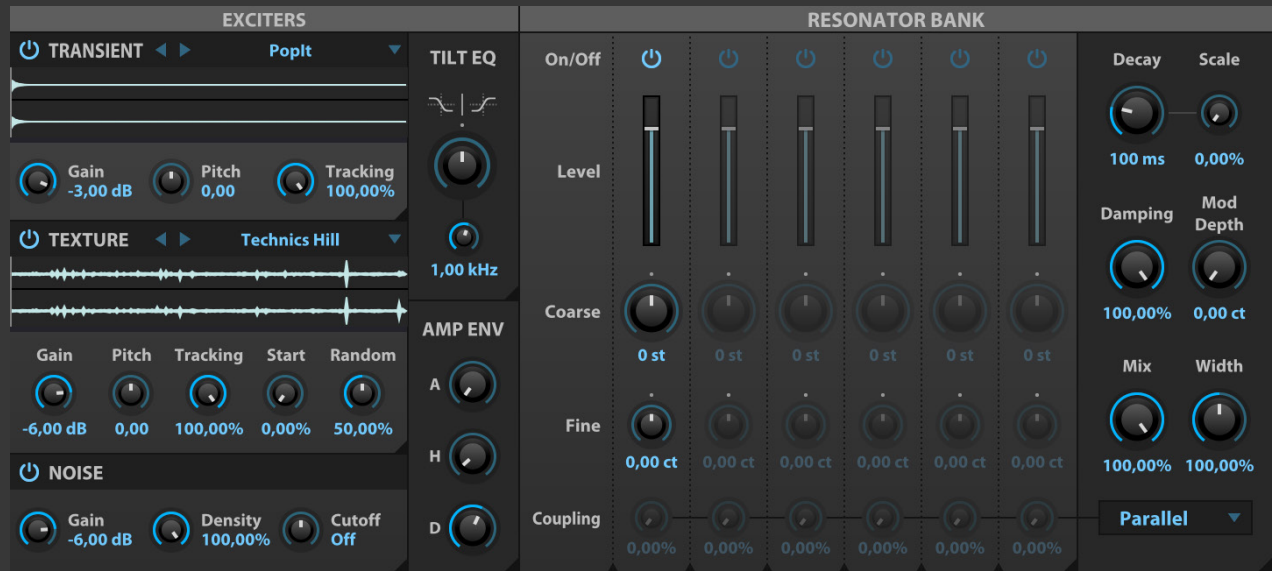 EXCITERS
TRANSIENT PopIt
Gain
-3,00 dB
Pitch
0,00
Tracking
100,00%
TEXTURE Technics Hill
Gain Pitch Tracking Start Random
-6,00 dB 0,00 100,00% 0,00% 50,00%
NOISE
Gain
-6,00 dB
Density
100,00%
Cutoff
Off
TILT EQ
1,00 kHz
AMP ENV
A
H
D
RESONATOR BANK
On/Off
Level
Coarse
0 st 0 st 0 st 0 st 0 st 0 st
Fine
0,00 ct 0,00 ct 0,00 ct 0,00 ct 0,00 ct 0,00 ct
Coupling
0,00% 0,00% 0,00% 0,00% 0,00% 0,00%
Decay Scale
100 ms 0,00%
Damping
Mod
Depth
100,00% 0,00 ct
Mix Width
100,00% 100,00%
Parallel